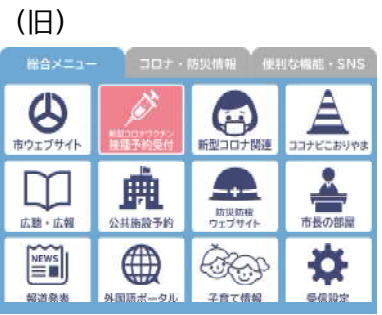 (旧)
総合メニュー
コロナ・防災情報
便利な機能・SNS
市ウェブサイト
新型コロナワクチン
接種予約受付
新型コロナ関連
ココナビこおりやま
広聴・広報
公共施設予約
防災防犯
ウェブサイト
市長の部屋
NEWS
報道発表
外国語ポータル
子育て情報
受信設定